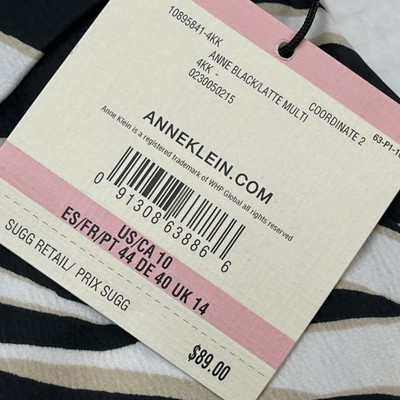 10895841-4KK
ANNE BLACK/LATTE MULTI
4KK -
0230050215
COORDINATE 2
63-P1-
ANNEKLEIN.COM
Anne Klein is a registered trademark of WHP Global all rights reserved
0 91308 63886 6
US/CA 10
ES/FR/PT 44 DE 40 UK 14
SUGG RETAIL/ PRIX SUGG
$89.00